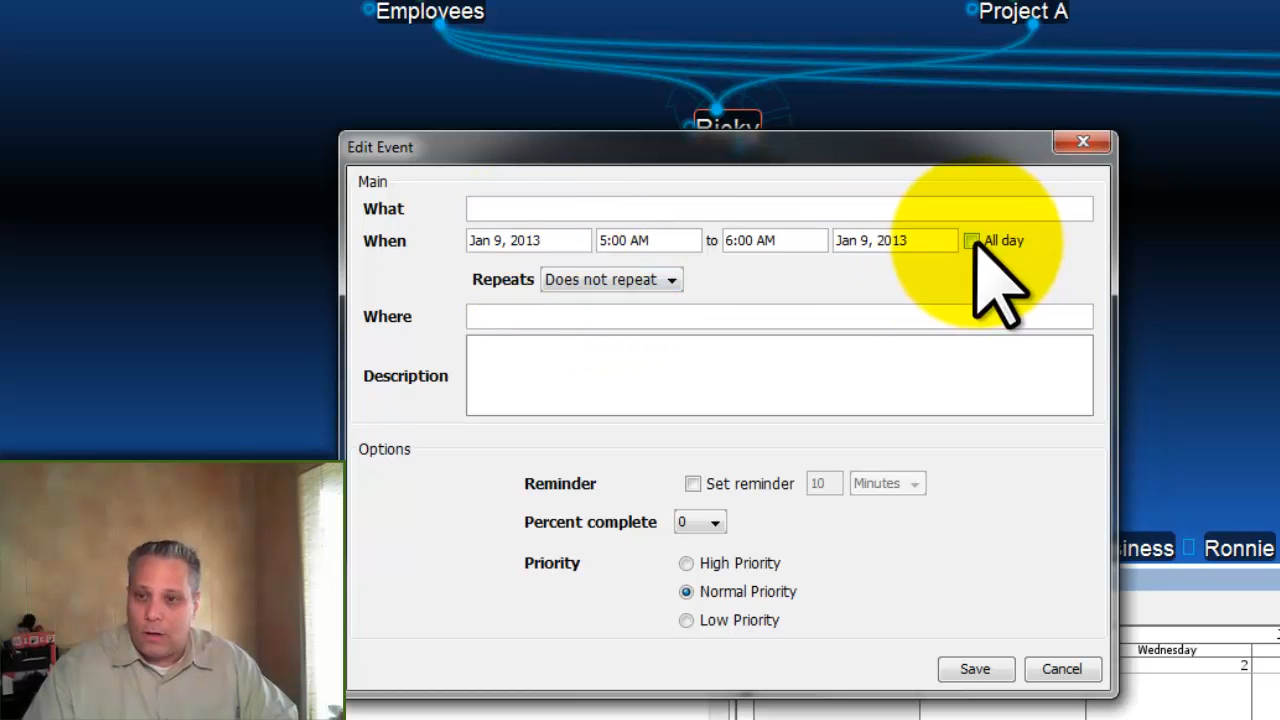 Employees
Project A
Ricky
Edit Event
Main
What
When Jan 9, 2013 5:00 AM to 6:00 AM Jan 9, 2013 All day
Repeats Does not repeat
Where
Description
Options
Reminder Set reminder 10 Minutes
Percent complete 0
Priority High Priority
Normal Priority
Low Priority
Save Cancel
iness Ronnie
Wednesday
2